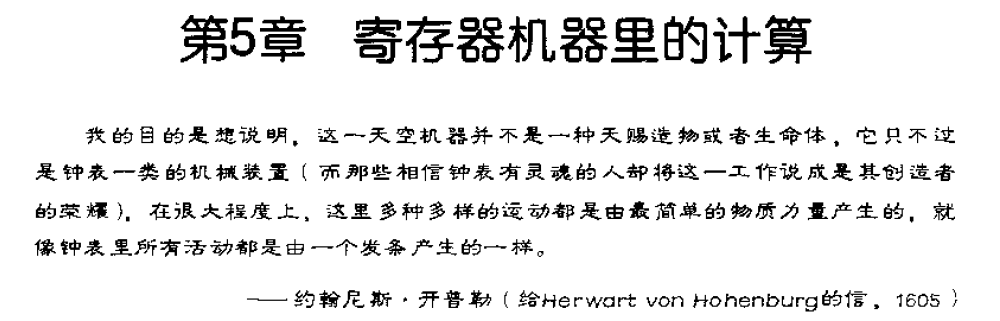 第5章 寄存器机器里的计算
我的目的是想说明，这一天空机器并不是一种天赐造物或者生命体，它只不过
是钟表一类的机械装置（而那些相信钟表有灵魂的人却将这一工作说成是其创造者
的荣耀），在很大程度上，这里多种多样的运动都是由最简单的物质力量产生的，就
像钟表里所有活动都是由一个发条产生的一样。
——约翰尼斯·开普勒（给Herwart von Hohenburg的信，1605）